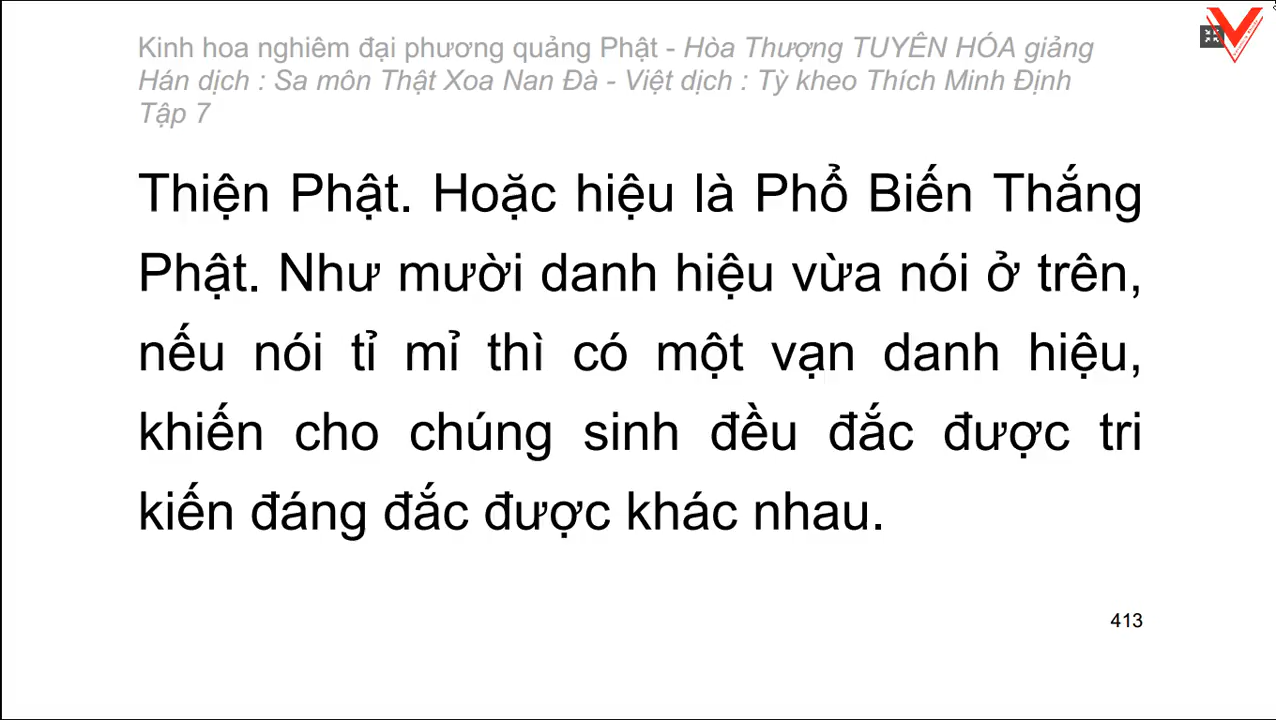 Kinh hoa nghiêm đại phương quảng Phật - Hòa Thượng TUYÊN HÓA giảng
Hán dịch : Sa môn Thật Xoa Nan Đà - Việt dịch : Tỳ kheo Thích Minh Định
Tập 7
Thiện Phật. Hoặc hiệu là Phổ Biến Thắng
Phật. Như mười danh hiệu vừa nói ở trên,
nếu nói tỉ mỉ thì có một vạn danh hiệu,
khiến cho chúng sinh đều đắc được tri
kiến đáng đắc được khác nhau.
413